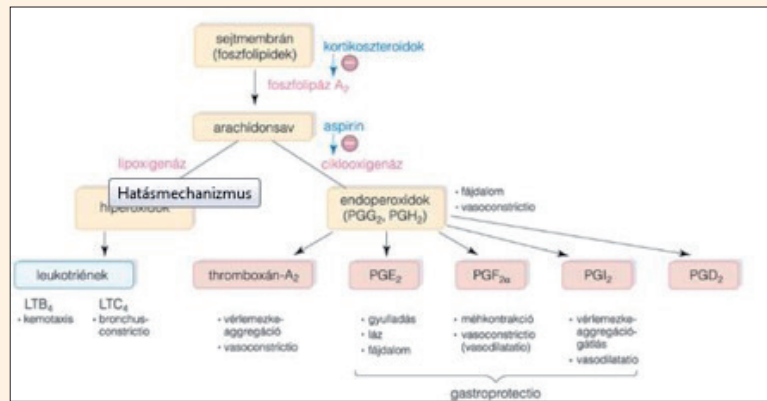 sejtmembrán
(foszfolipidek)
kortikoszteroidok
foszfolipáz A₂
arachidonsav
aspirin
lipoxigenáz
ciklooxigenáz
Hatásmechanizmus
hiperoxidok
endoperoxidok
(PGG₂, PGH₂)
• fájdalom
• vasoconstrictio
leukotriének
thromboxán-A₂
PGE₂
PGF₂α
PGI₂
PGD₂
LTB₄
• kemotaxis
LTC₄
• bronchus-
constrictio
• vérlemezke-
aggregáció
• vasoconstrictio
• gyulladás
• láz
• fájdalom
• méhkontrakció
• vasoconstrictio
(vasodilatatio)
• vérlemezke-
aggregáció-
gátlás
• vasodilatatio
gastroprotectio